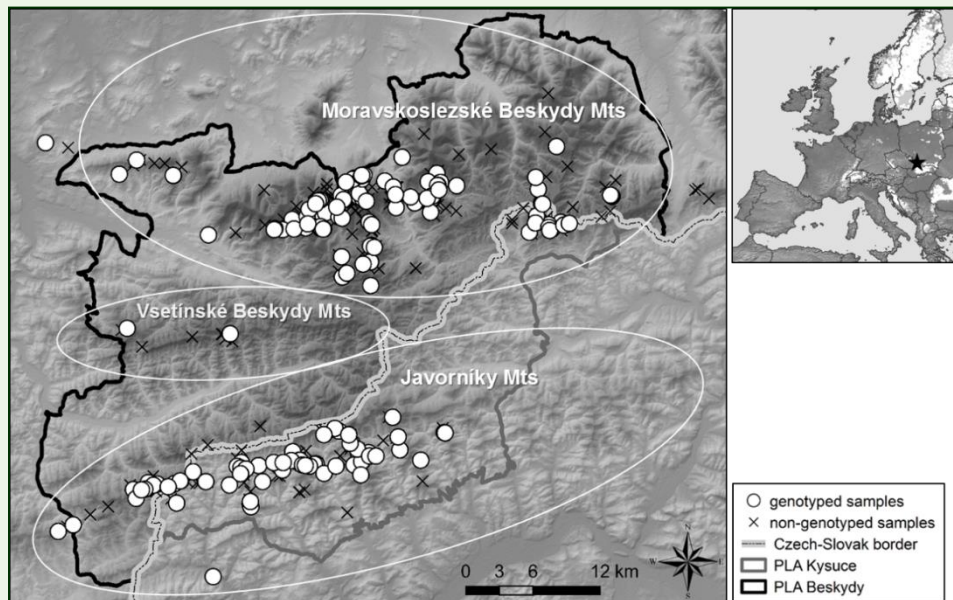 Moravskoslezské Beskydy Mts
Vsetínské Beskydy Mts
Javorníky Mts
0 3 6 12 km
N
W E
S
genotyped samples
non-genotyped samples
Czech-Slovak border
PLA Kysuce
PLA Beskydy